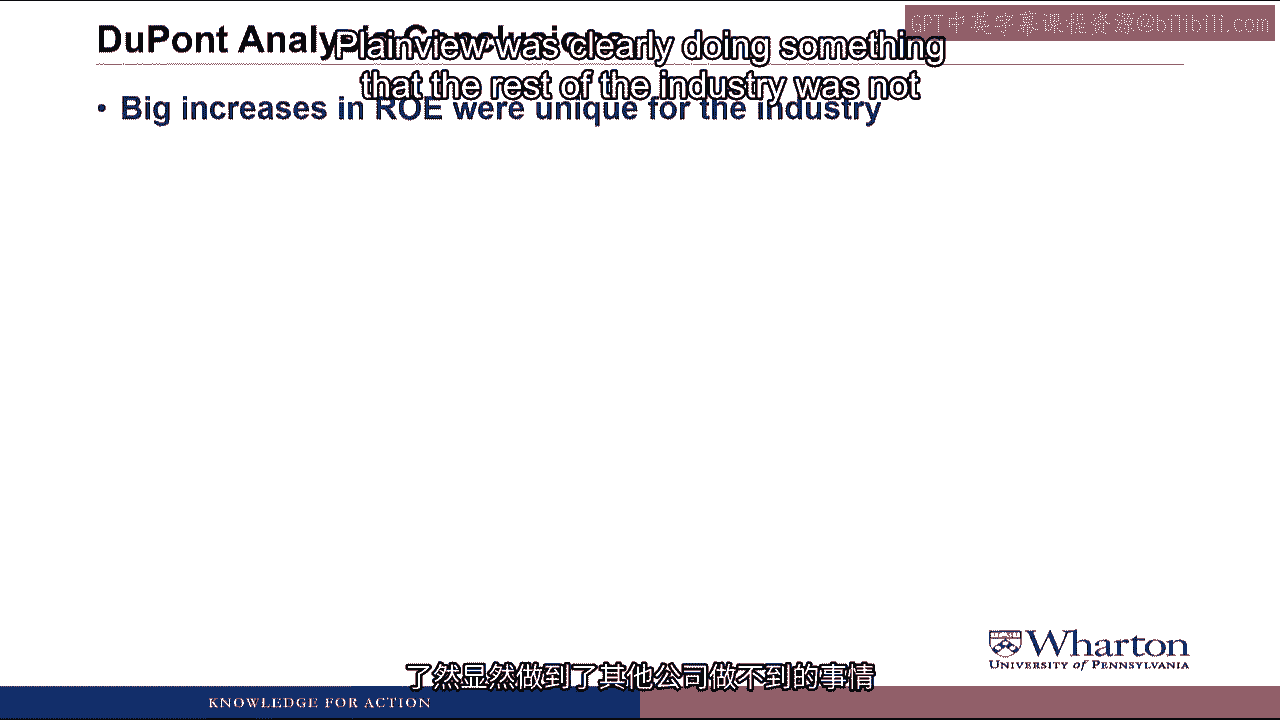 GPT中英字幕课程资源@bilibili.com
DuPont Analysis Conclusions
Plainview was clearly doing something
that the rest of the industry was not
• Big increases in ROE were unique for the industry
Wharton
UNIVERSITY of PENNSYLVANIA
了然显然做到了其他公司做不到的事情
KNOWLEDGE FOR ACTION